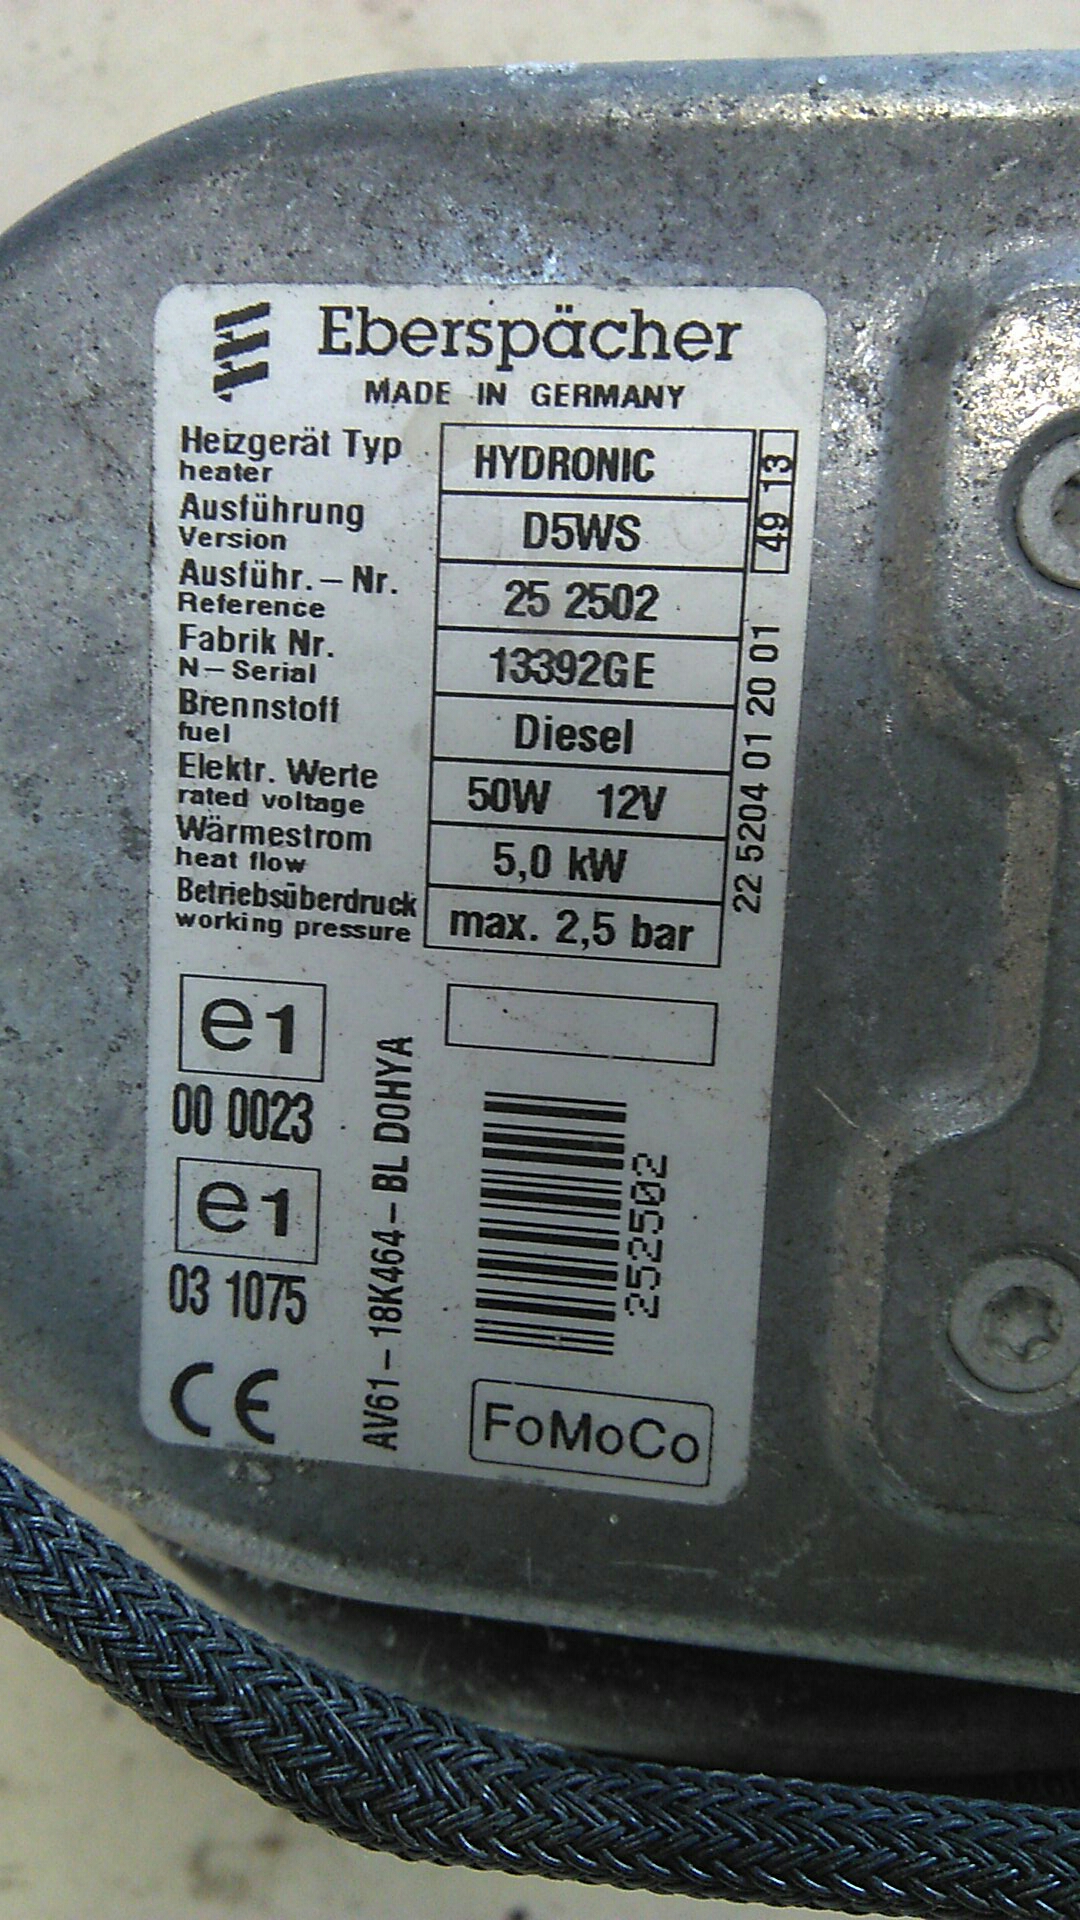 Eberspächer
MADE IN GERMANY
Heizgerät Typ
heater
HYDRONIC
Ausführung
Version
D5WS
Ausführ. – Nr.
Reference
25 2502
Fabrik Nr.
N – Serial
13392GE
Brennstoff
fuel
Diesel
Elektr. Werte
rated voltage
50W 12V
Wärmestrom
heat flow
5,0 kW
Betriebsüberdruck
working pressure
max. 2,5 bar
49 13
22 5204 01 20 01
e1
00 0023
e1
03 1075
CE
AV61 – 18K464 – BL DOHYA
252502
FoMoCo